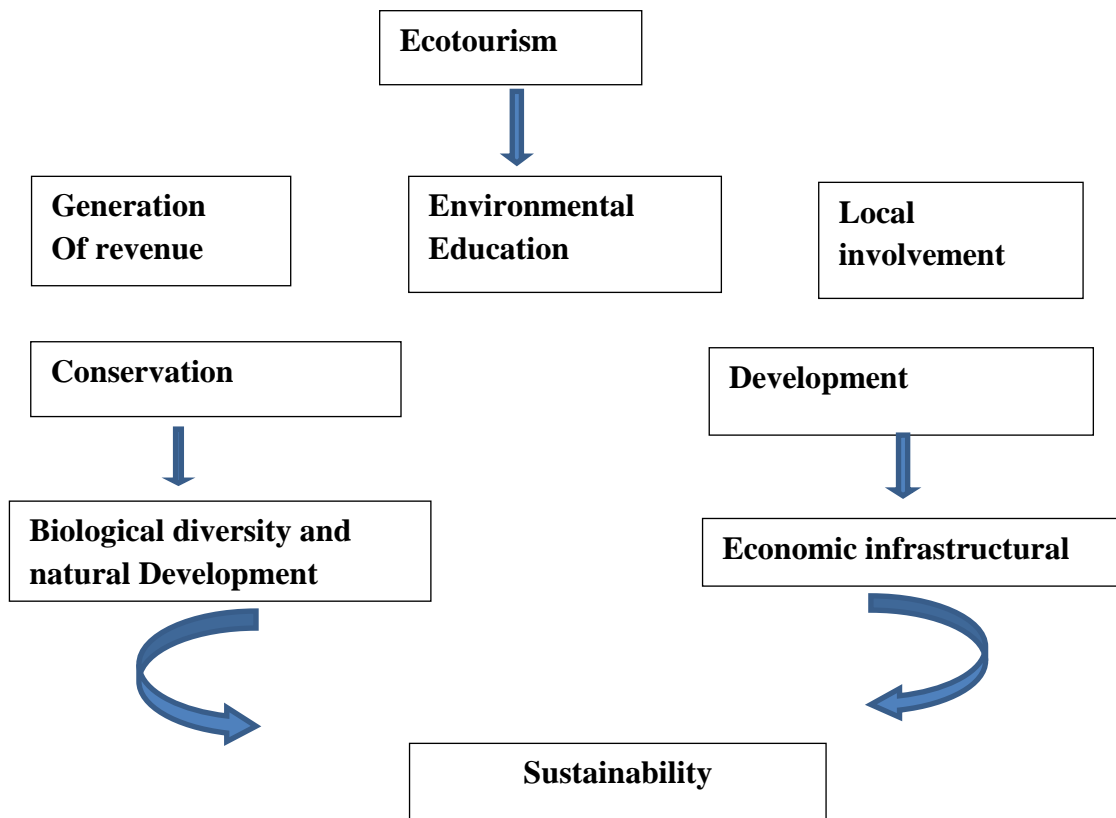 Ecotourism
Generation
Of revenue
Environmental
Education
Local
involvement
Conservation
Development
Biological diversity and
natural Development
Economic infrastructural
Sustainability